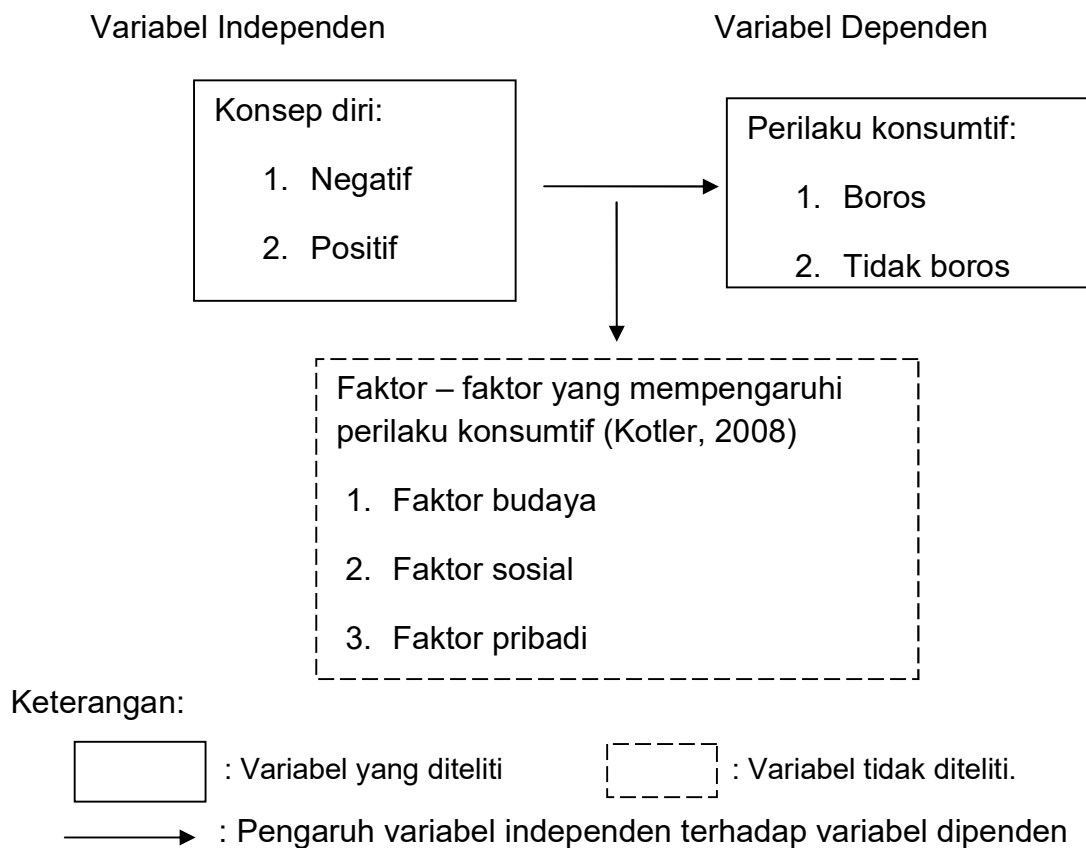 Variabel Independen
Variabel Dependen
Konsep diri:
1. Negatif
2. Positif
Perilaku konsumtif:
1. Boros
2. Tidak boros
Faktor – faktor yang mempengaruhi
perilaku konsumtif (Kotler, 2008)
1. Faktor budaya
2. Faktor sosial
3. Faktor pribadi
Keterangan:
: Variabel yang diteliti
: Variabel tidak diteliti.
: Pengaruh variabel independen terhadap variabel dipenden